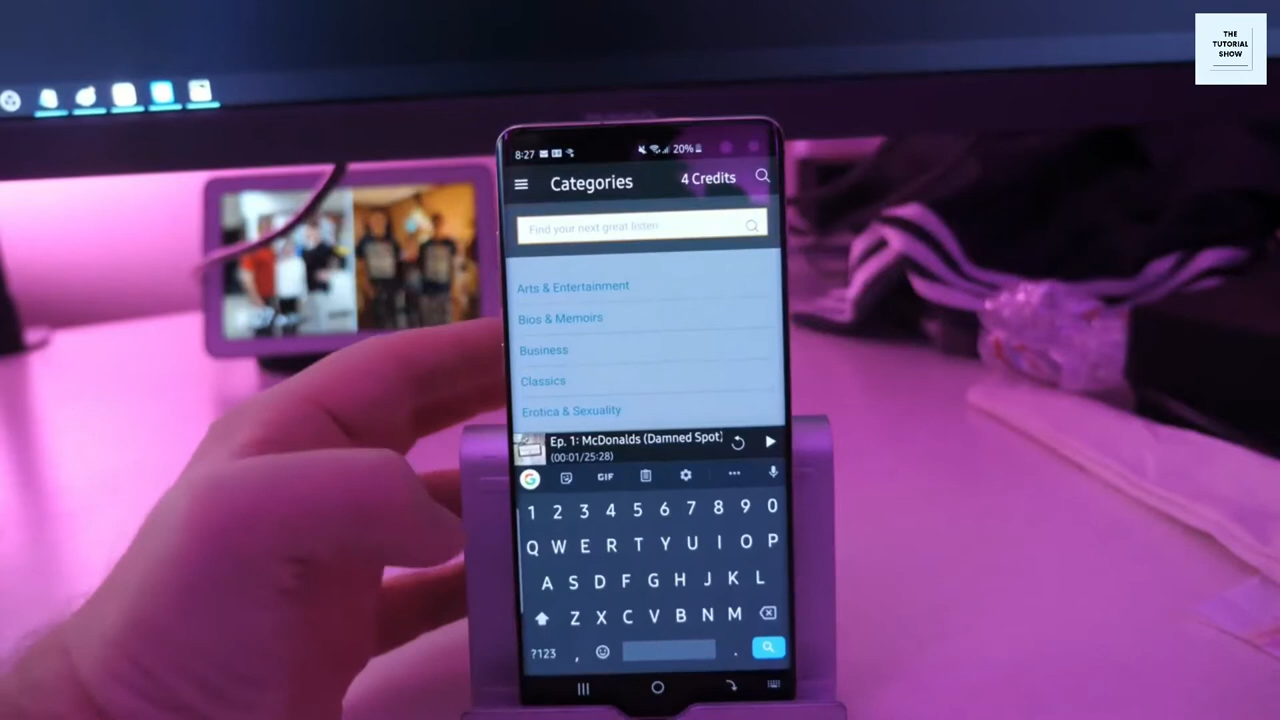 THE
TUTORIAL
SHOW
8:27 20%
Categories 4 Credits
Find your next great listen
Arts & Entertainment
Bios & Memoirs
Business
Classics
Erotica & Sexuality
Ep. 1: McDonalds (Damned Spot)
(00:01/25:28)
G GIF
1 2 3 4 5 6 7 8 9 0
Q W E R T Y U I O P
A S D F G H J K L
Z X C V B N M
?123 , .